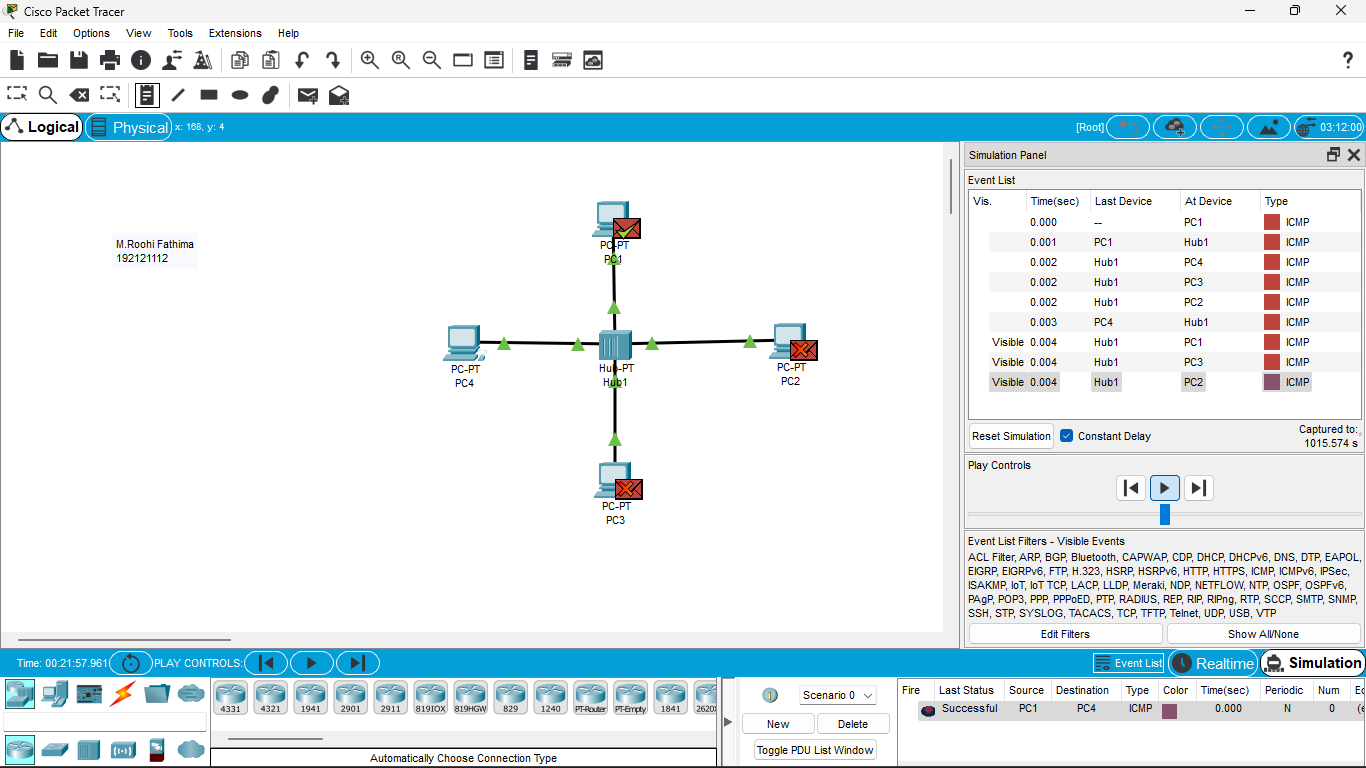 Cisco Packet Tracer
File Edit Options View Tools Extensions Help
Logical Physical x: 168, y: 4 [Root] 03:12:00
Simulation Panel
Event List
Vis. Time(sec) Last Device At Device Type
0.000 -- PC1 ICMP
0.001 PC1 Hub1 ICMP
0.002 Hub1 PC4 ICMP
0.002 Hub1 PC3 ICMP
0.002 Hub1 PC2 ICMP
0.003 PC4 Hub1 ICMP
Visible 0.004 Hub1 PC1 ICMP
Visible 0.004 Hub1 PC3 ICMP
Visible 0.004 Hub1 PC2 ICMP
Reset Simulation Constant Delay Captured to:
1015.574 s
Play Controls
Event List Filters - Visible Events
ACL Filter, ARP, BGP, Bluetooth, CAPWAP, CDP, DHCP, DHCPv6, DNS, DTP, EAPOL,
EIGRP, EIGRPv6, FTP, H.323, HSRP, HSRPv6, HTTP, HTTPS, ICMP, ICMPv6, IPSec,
ISAKMP, IoT, IoT TCP, LACP, LLDP, Meraki, NDP, NETFLOW, NTP, OSPF, OSPFv6,
PAgP, POP3, PPP, PPPoED, PTP, RADIUS, REP, RIP, RIPng, RTP, SCCP, SMTP, SNMP,
SSH, STP, SYSLOG, TACACS, TCP, TFTP, Telnet, UDP, USB, VTP
Edit Filters Show All/None
M.Roohi Fathima
192121112
PC-PT
PC1
PC-PT
PC4
Hub-PT
Hub1
PC-PT
PC2
PC-PT
PC3
Time: 00:21:57.961 PLAY CONTROLS: Event List Realtime Simulation
4331 4321 1941 2901 2911 819IOX 819HGW 829 1240 PT-Router PT-Empty 1841 2620X
Automatically Choose Connection Type
Scenario 0
New Delete
Toggle PDU List Window
Fire Last Status Source Destination Type Color Time(sec) Periodic Num Ed
Successful PC1 PC4 ICMP 0.000 N 0 (e